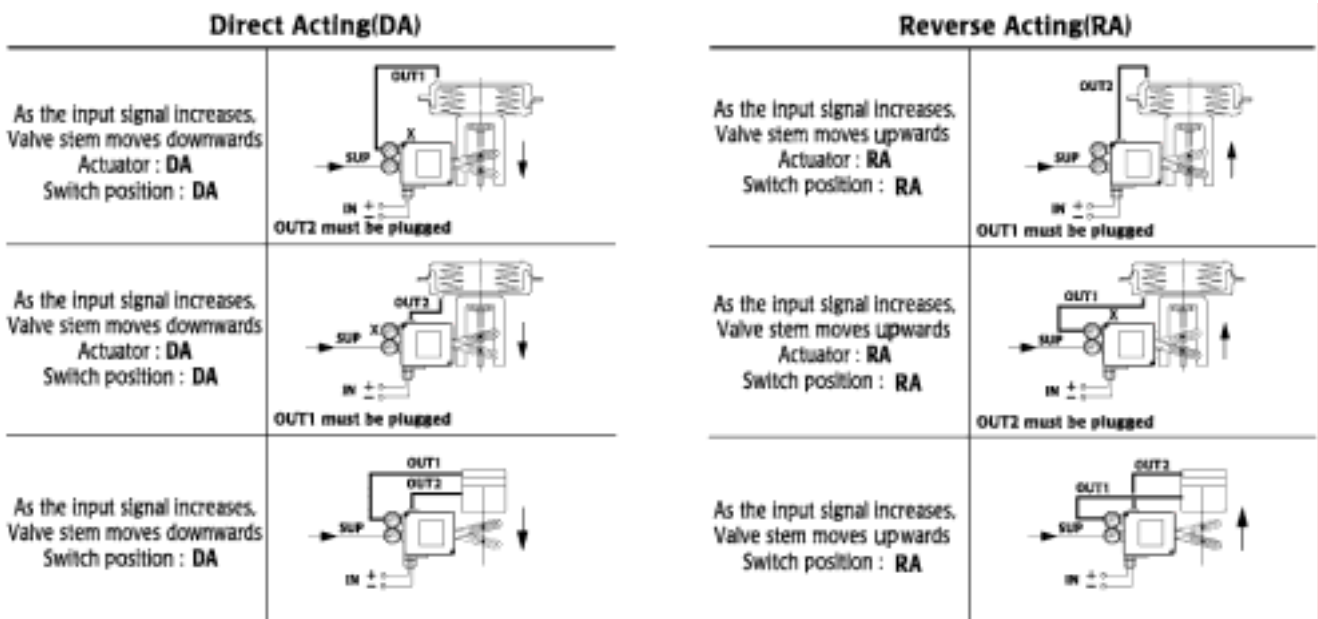 Direct Acting(DA)
As the input signal increases,
Valve stem moves downwards
Actuator : DA
Switch position : DA
OUT1
X
SUP
IN + −
OUT2 must be plugged
As the input signal increases,
Valve stem moves downwards
Actuator : DA
Switch position : DA
OUT2
X
SUP
IN + −
OUT1 must be plugged
As the input signal increases,
Valve stem moves downwards
Switch position : DA
OUT1
OUT2
SUP
IN + −
Reverse Acting(RA)
As the input signal increases,
Valve stem moves upwards
Actuator : RA
Switch position : RA
OUT2
SUP
IN + −
OUT1 must be plugged
As the input signal increases,
Valve stem moves upwards
Actuator : RA
Switch position : RA
OUT1
X
SUP
IN + −
OUT2 must be plugged
As the input signal increases,
Valve stem moves upwards
Switch position : RA
OUT2
OUT1
SUP
IN + −